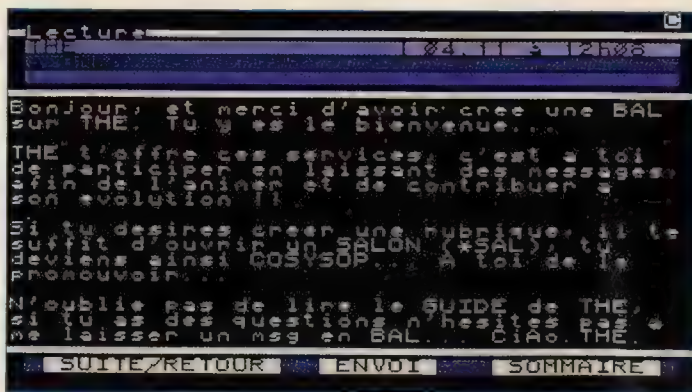 C
Lecture
THE 04.11 à 12h08
Bonjour, et merci d'avoir cree une BAL
sur THE. Tu y es le bienvenue...
THE t'offre ces services, c'est a toi
de participer en laissant des messages
afin de l'animer et de contribuer a
son evolution !!
Si tu desires creer une rubrique, il te
suffit d'ouvrir un SALON (*SAL), tu
deviens ainsi COSYSOP... A toi de le
promouvoir...
N'oublie pas de lire le GUIDE de THE,
si tu as des questions n'hesites pas a
me laisser un msg en BAL... CiAo THE.
SUITE/RETOUR ENVOI SOMMAIRE